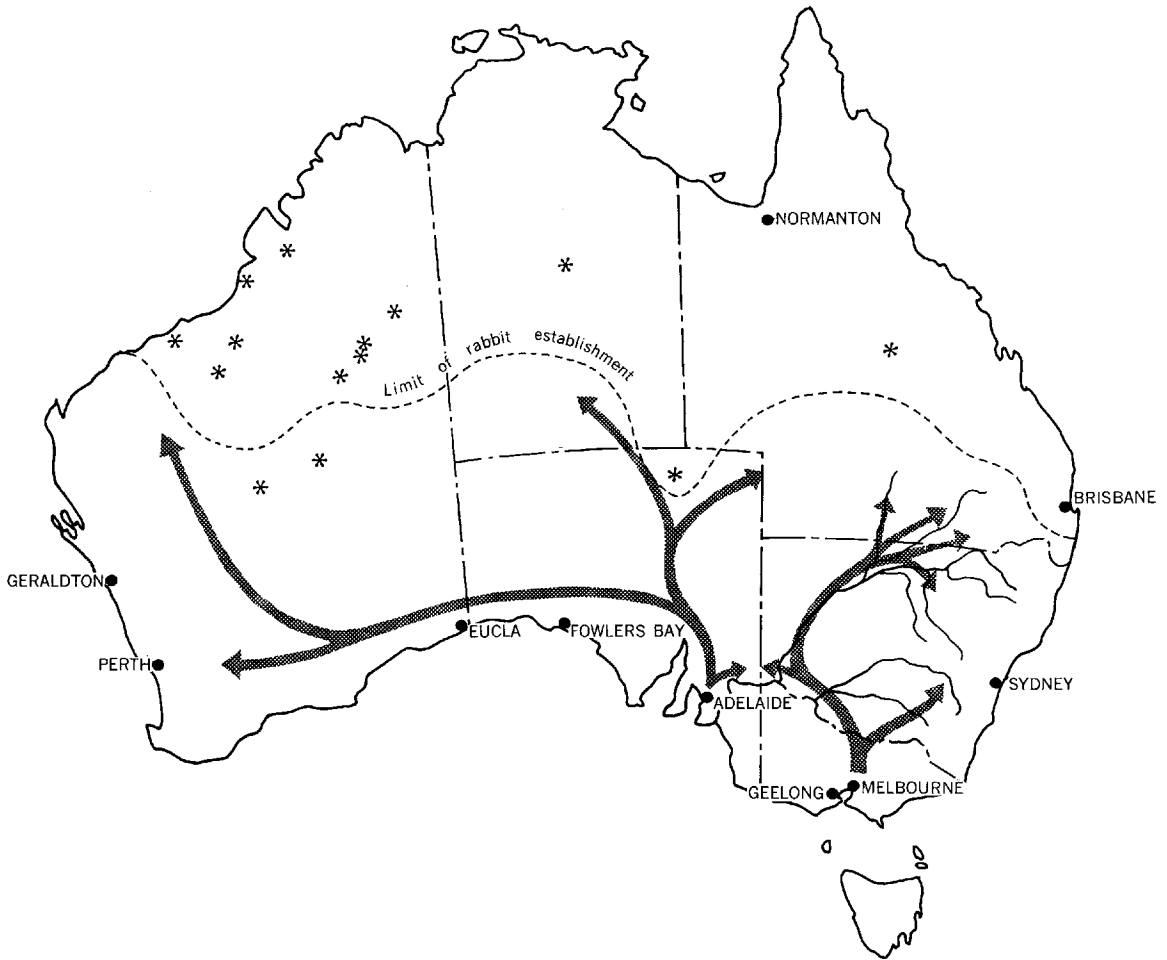 NORMANTON
Limit of rabbit establishment
BRISBANE
GERALDTON
EUCLA
FOWLERS BAY
PERTH
SYDNEY
ADELAIDE
GEELONG
MELBOURNE